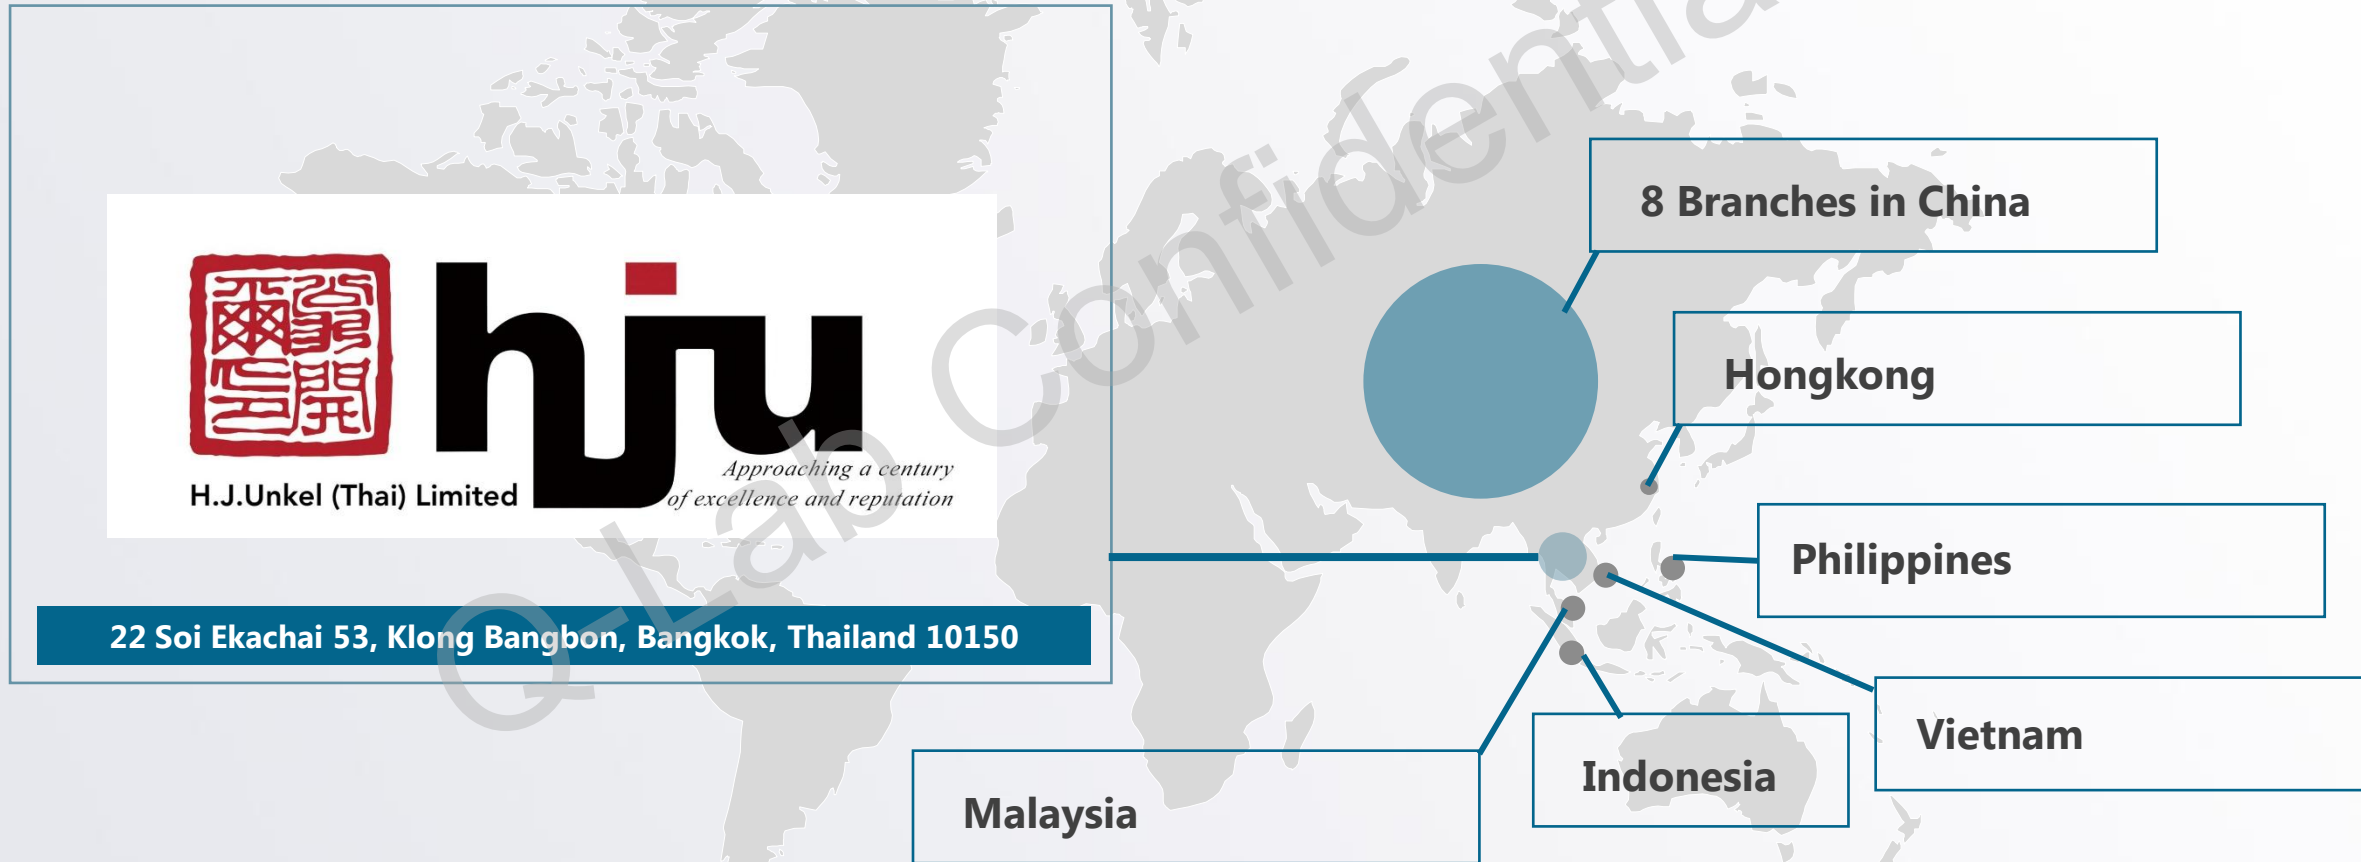 8 Branches in China
Hongkong
hju
Approaching a century
of excellence and reputation
H.J.Unkel (Thai) Limited
Philippines
22 Soi Ekachai 53, Klong Bangbon, Bangkok, Thailand 10150
Vietnam
Indonesia
Malaysia
Q-Lab Confidentia